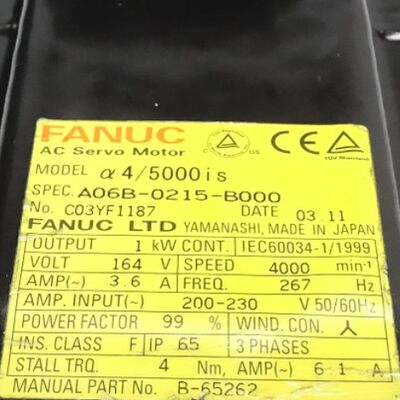 FANUC
AC Servo Motor
C US
TÜV Rheinland
CE
MODEL α4/5000is
SPEC. A06B-0215-B000
No. C03YF1187 DATE 03.11
FANUC LTD YAMANASHI, MADE IN JAPAN
OUTPUT 1 kW CONT. IEC60034-1/1999
VOLT 164 V SPEED 4000 min⁻¹
AMP(~) 3.6 A FREQ. 267 Hz
AMP. INPUT(~) 200-230 V 50/60Hz
POWER FACTOR 99 % WIND. CON. Y
INS. CLASS F IP 65 3 PHASES
STALL TRQ. 4 Nm, AMP(~) 6.1 A
MANUAL PART No. B-65262